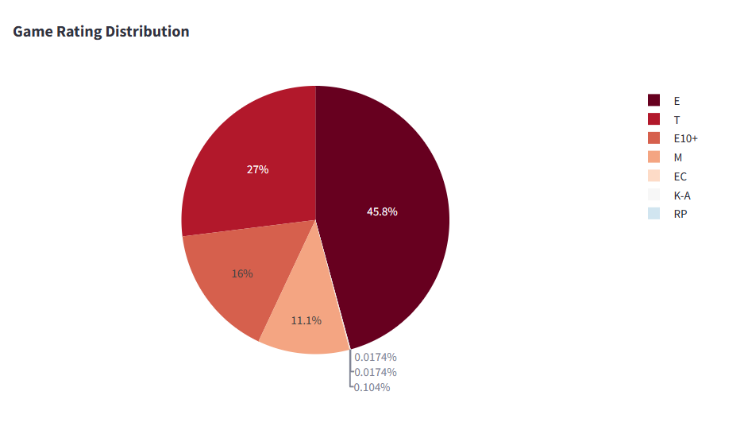 Game Rating Distribution
E
T
E10+
M
EC
K-A
RP
27%
45.8%
16%
11.1%
0.0174%
0.0174%
0.104%